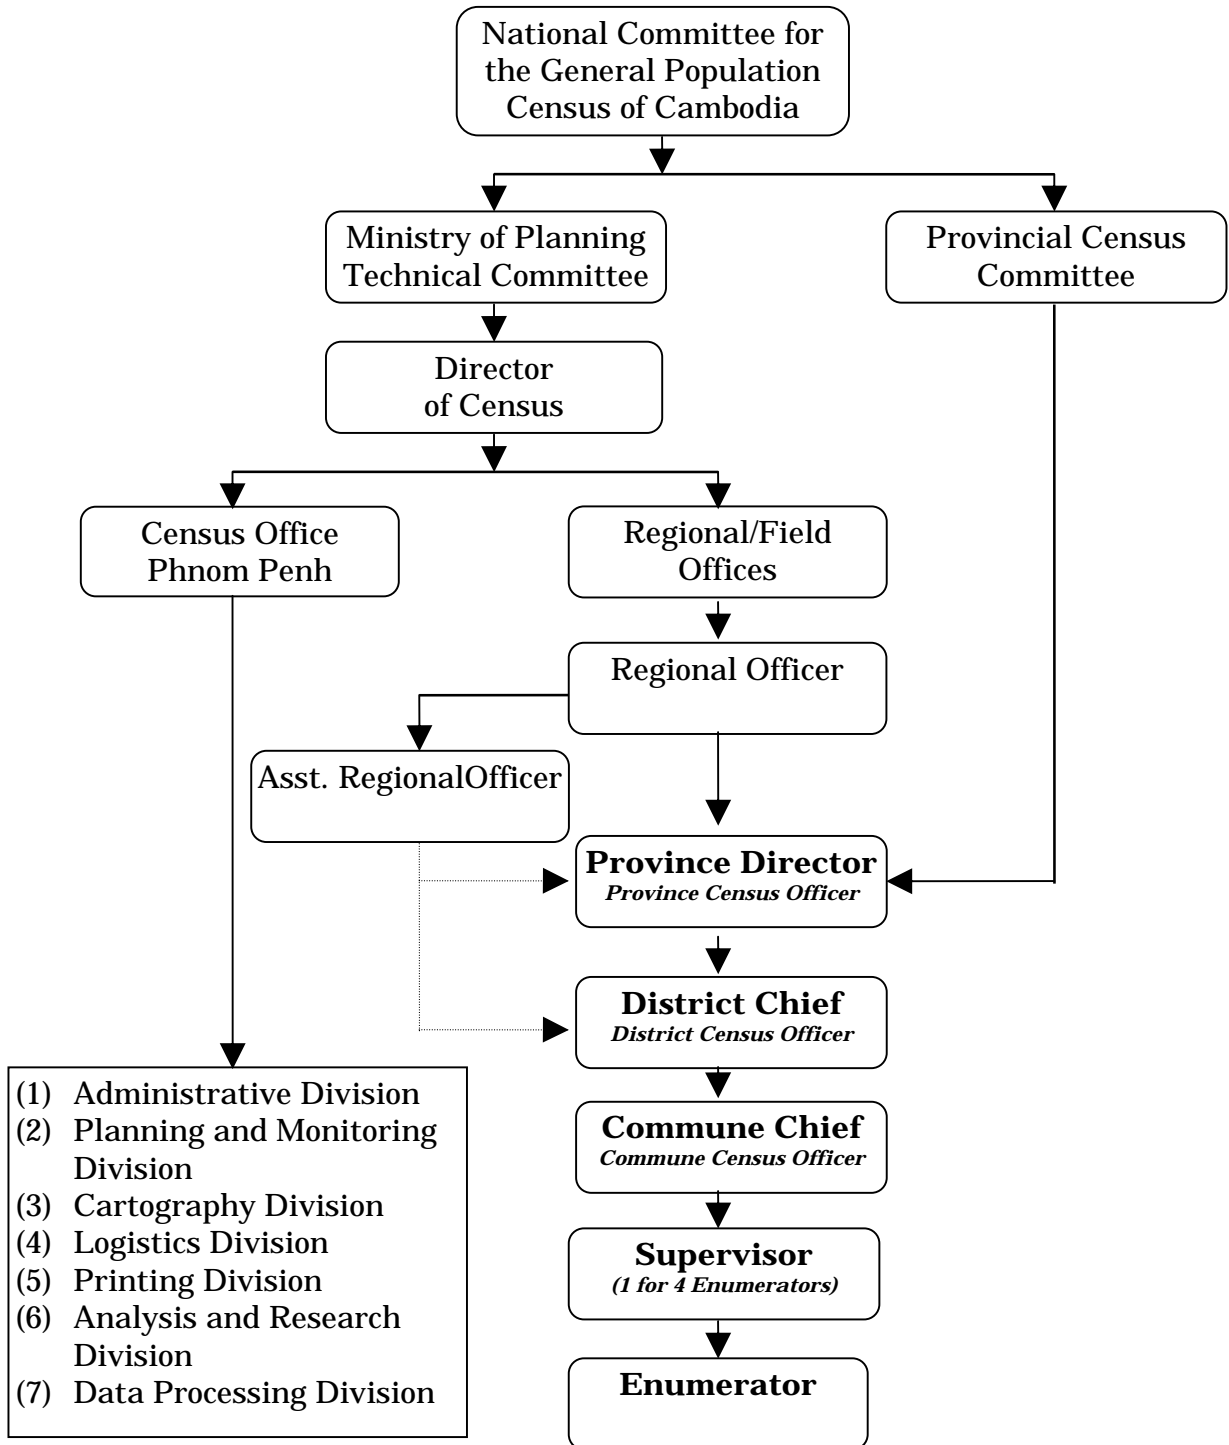 National Committee for
the General Population
Census of Cambodia
Ministry of Planning
Technical Committee
Provincial Census
Committee
Director
of Census
Census Office
Phnom Penh
Regional/Field
Offices
Regional Officer
Asst. RegionalOfficer
Province Director
Province Census Officer
District Chief
District Census Officer
Commune Chief
Commune Census Officer
Supervisor
(1 for 4 Enumerators)
Enumerator
(1) Administrative Division
(2) Planning and Monitoring
Division
(3) Cartography Division
(4) Logistics Division
(5) Printing Division
(6) Analysis and Research
Division
(7) Data Processing Division